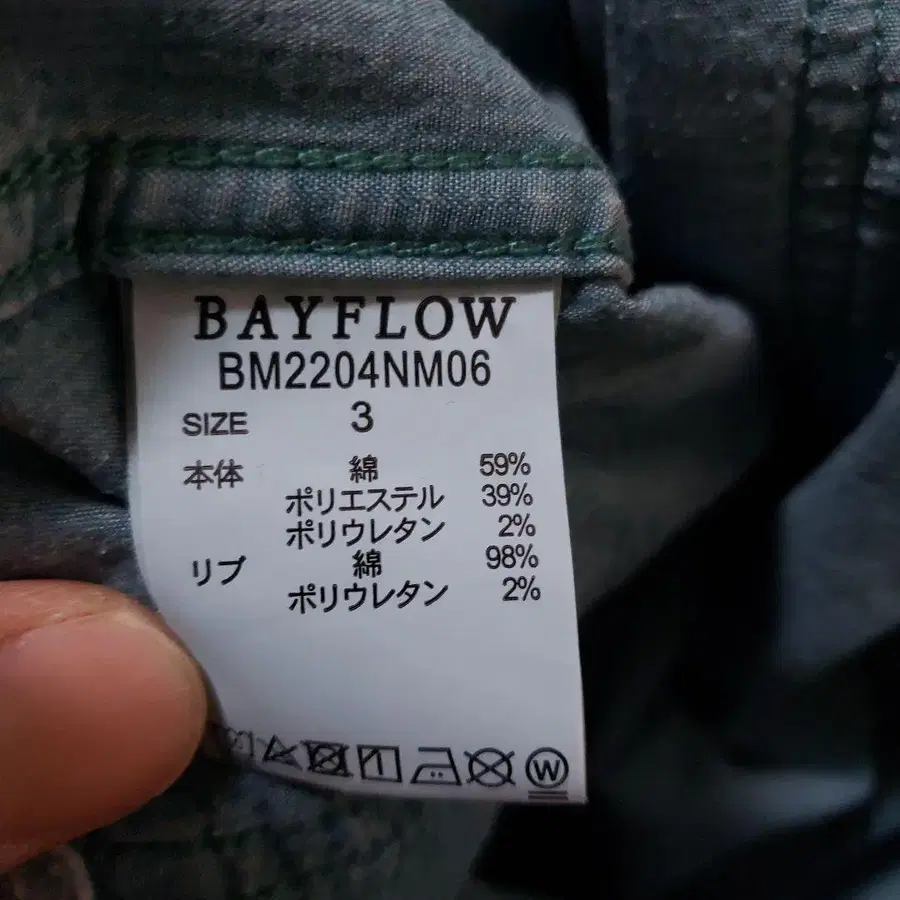 BAYFLOW
BM2204NM06
SIZE 3
本体 綿 59%
ポリエステル 39%
ポリウレタン 2%
リブ 綿 98%
ポリウレタン 2%
W